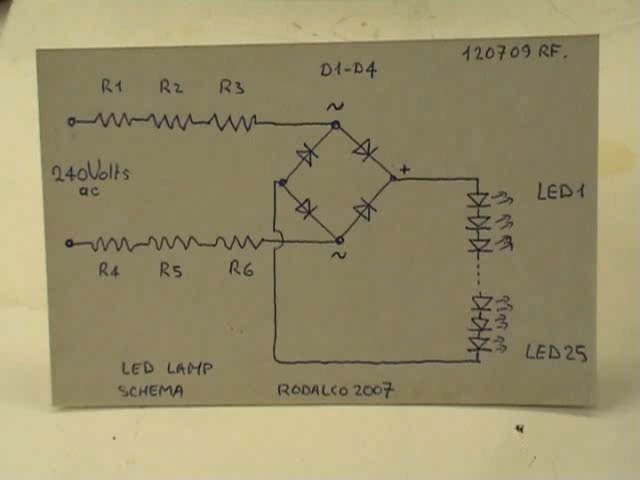 120709 RF.
D1-D4
R1 R2 R3
~
+
240Volts
ac
LED1
R4 R5 R6
~
LED25
LED LAMP
SCHEMA
RODALCO 2007